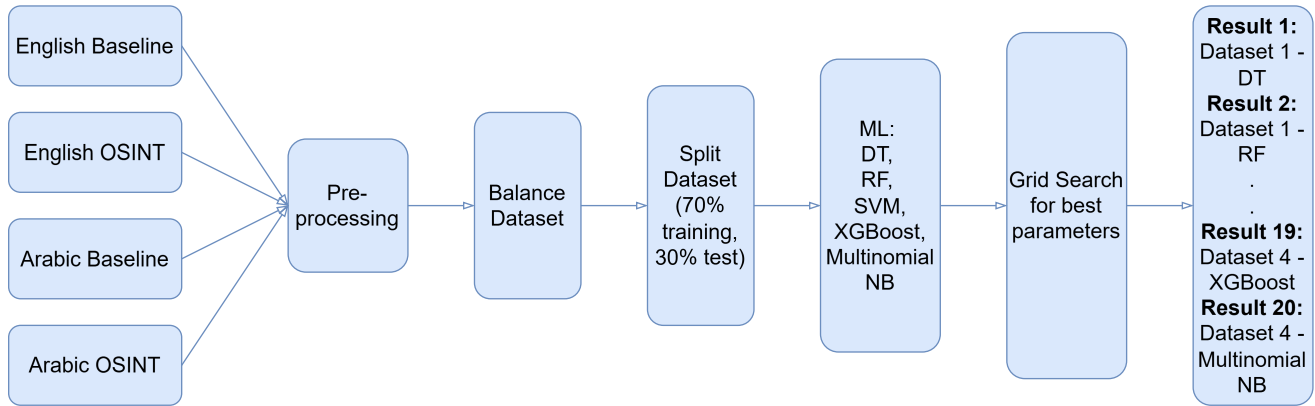 English Baseline
English OSINT
Arabic Baseline
Arabic OSINT
Pre-
processing
Balance
Dataset
Split
Dataset
(70%
training,
30% test)
ML:
DT,
RF,
SVM,
XGBoost,
Multinomial
NB
Grid Search
for best
parameters
Result 1:
Dataset 1 -
DT
Result 2:
Dataset 1 -
RF
.
.
Result 19:
Dataset 4 -
XGBoost
Result 20:
Dataset 4 -
Multinomial
NB